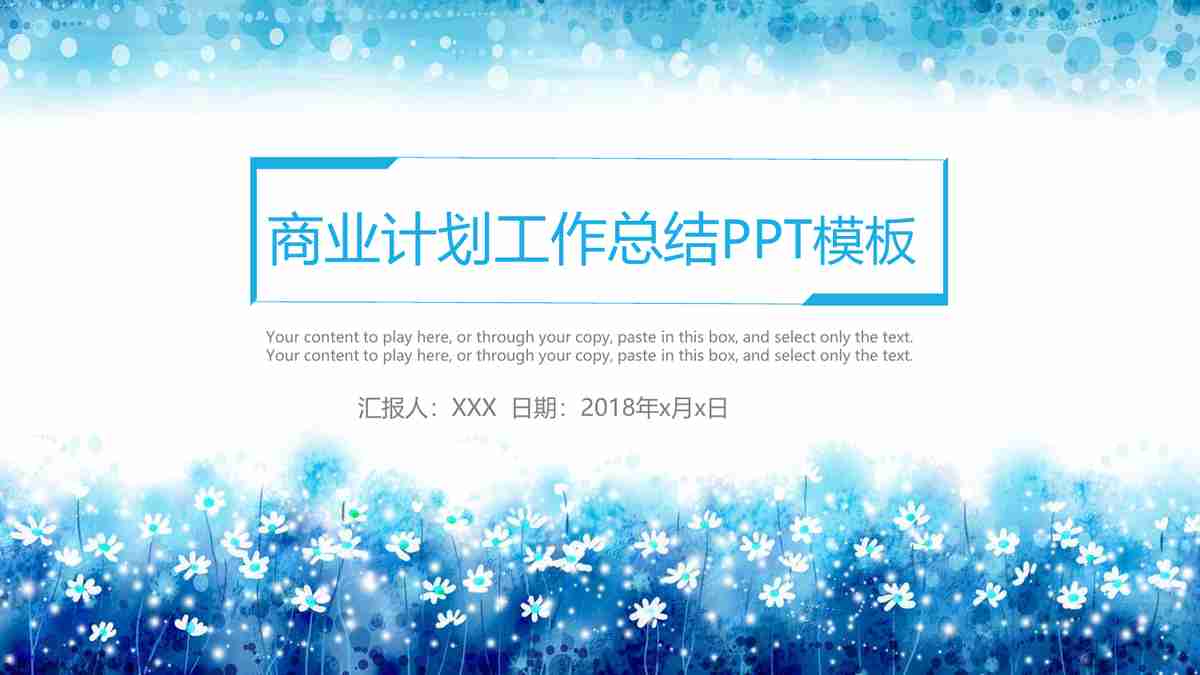 商业计划工作总结PPT模板
Your content to play here, or through your copy, paste in this box, and select only the text.
Your content to play here, or through your copy, paste in this box, and select only the text.
汇报人：XXX 日期：2018年x月x日